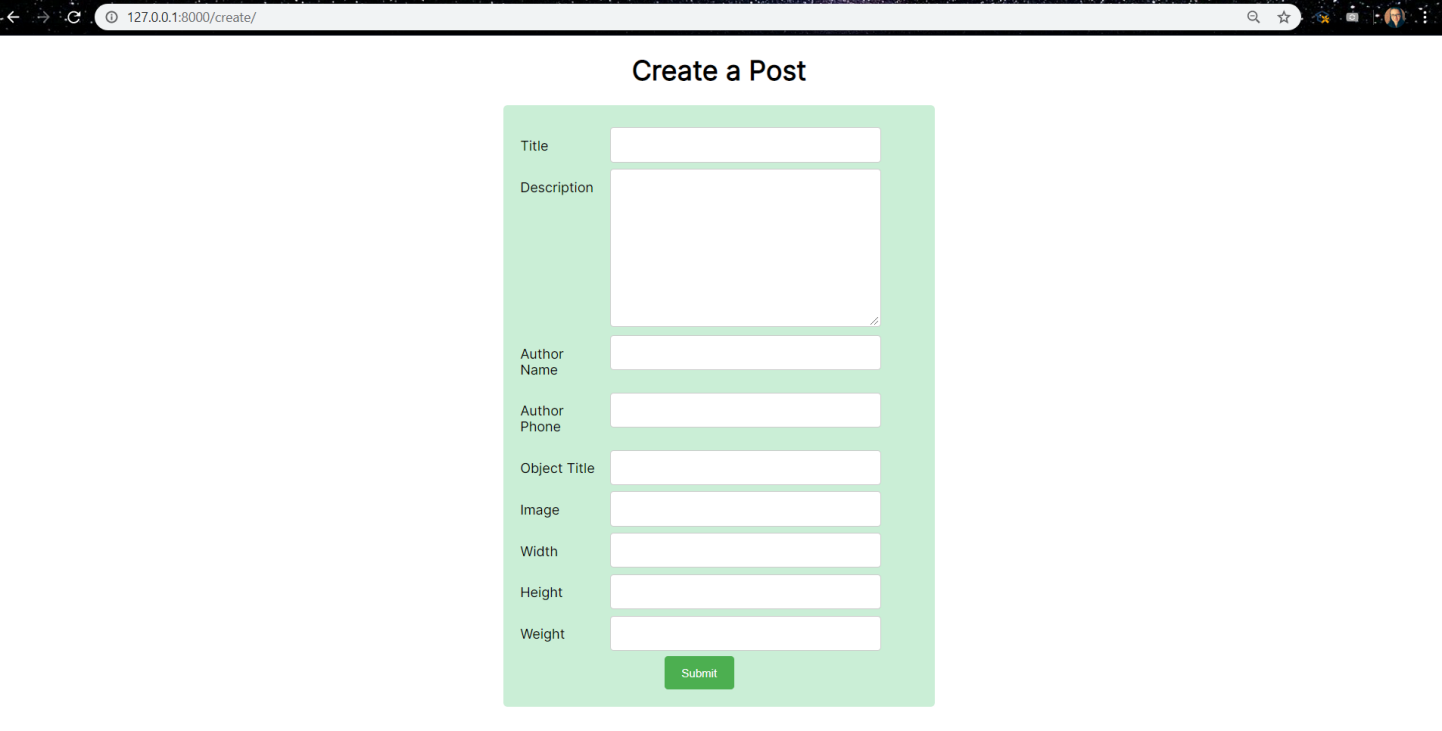 127.0.0.1:8000/create/
Create a Post
Title
Description
Author
Name
Author
Phone
Object Title
Image
Width
Height
Weight
Submit